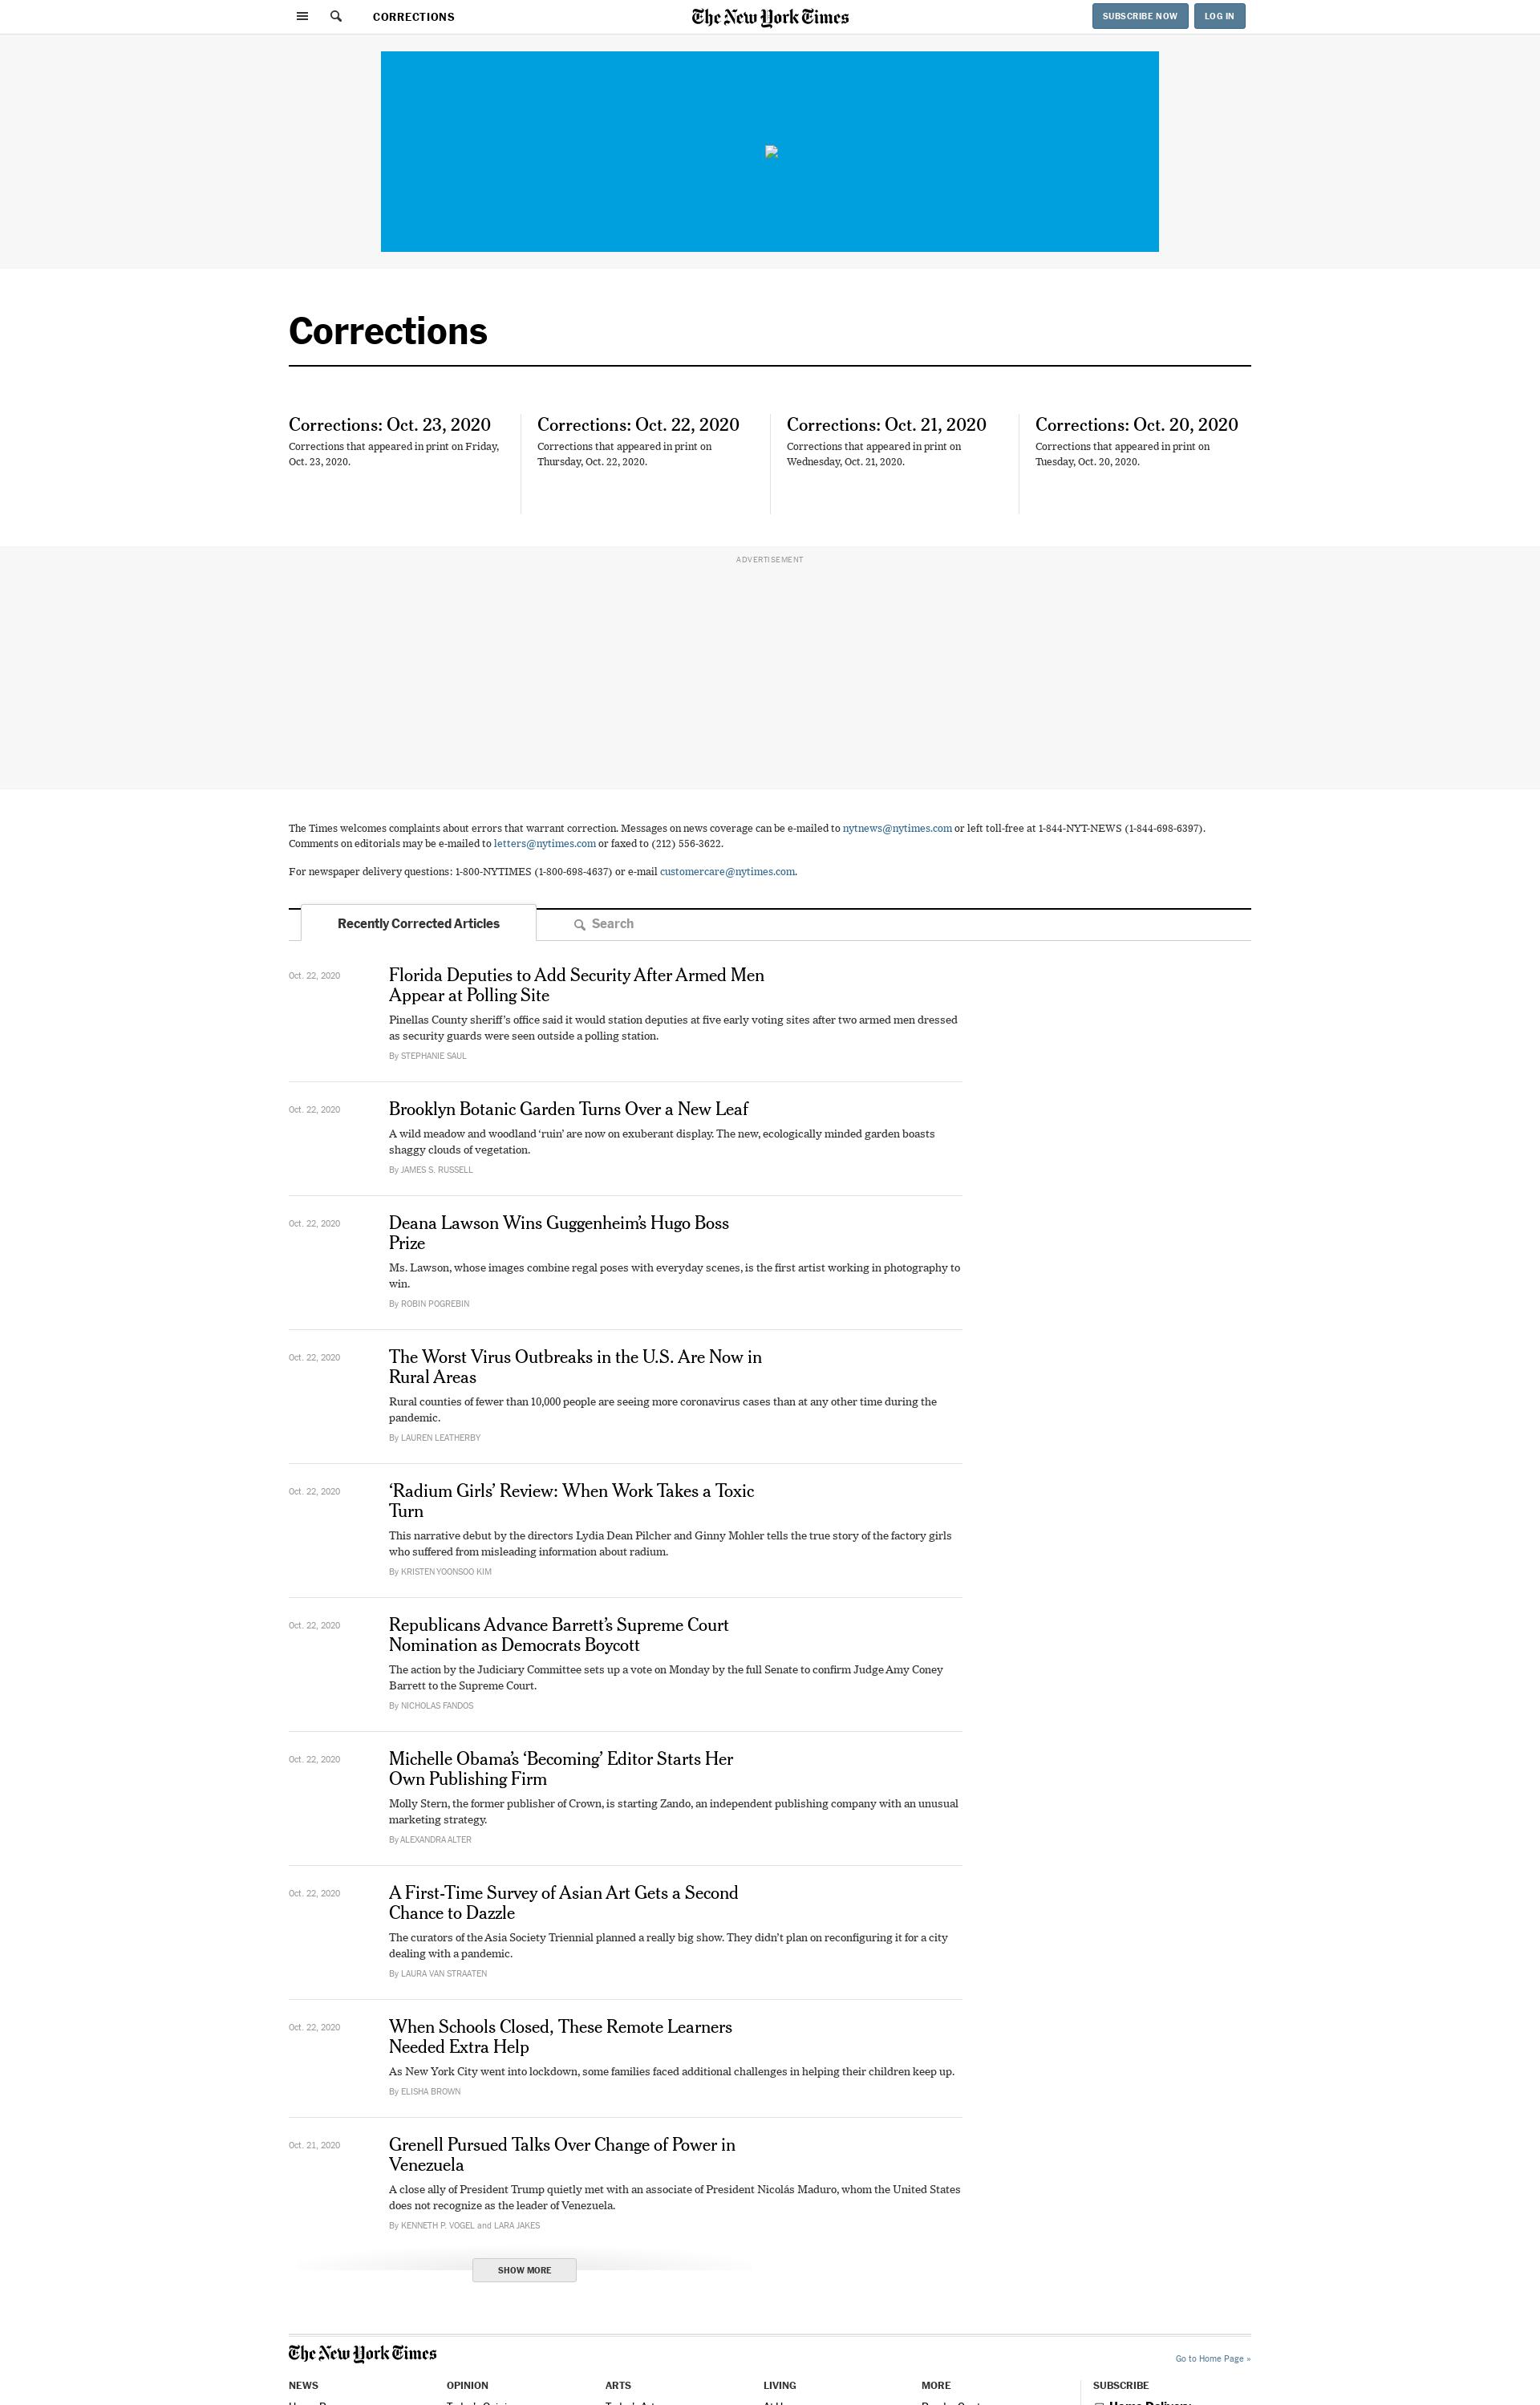 CORRECTIONS
The New York Times
SUBSCRIBE NOW
LOG IN
Corrections
Corrections: Oct. 23, 2020
Corrections that appeared in print on Friday,
Oct. 23, 2020.
Corrections: Oct. 22, 2020
Corrections that appeared in print on
Thursday, Oct. 22, 2020.
Corrections: Oct. 21, 2020
Corrections that appeared in print on
Wednesday, Oct. 21, 2020.
Corrections: Oct. 20, 2020
Corrections that appeared in print on
Tuesday, Oct. 20, 2020.
ADVERTISEMENT
The Times welcomes complaints about errors that warrant correction. Messages on news coverage can be e-mailed to nytnews@nytimes.com or left toll-free at 1-844-NYT-NEWS (1-844-698-6397).
Comments on editorials may be e-mailed to letters@nytimes.com or faxed to (212) 556-3622.
For newspaper delivery questions: 1-800-NYTIMES (1-800-698-4637) or e-mail customercare@nytimes.com.
Recently Corrected Articles
Search
Oct. 22, 2020
Florida Deputies to Add Security After Armed Men
Appear at Polling Site
Pinellas County sheriff’s office said it would station deputies at five early voting sites after two armed men dressed
as security guards were seen outside a polling station.
By STEPHANIE SAUL
Oct. 22, 2020
Brooklyn Botanic Garden Turns Over a New Leaf
A wild meadow and woodland ‘ruin’ are now on exuberant display. The new, ecologically minded garden boasts
shaggy clouds of vegetation.
By JAMES S. RUSSELL
Oct. 22, 2020
Deana Lawson Wins Guggenheim’s Hugo Boss
Prize
Ms. Lawson, whose images combine regal poses with everyday scenes, is the first artist working in photography to
win.
By ROBIN POGREBIN
Oct. 22, 2020
The Worst Virus Outbreaks in the U.S. Are Now in
Rural Areas
Rural counties of fewer than 10,000 people are seeing more coronavirus cases than at any other time during the
pandemic.
By LAUREN LEATHERBY
Oct. 22, 2020
‘Radium Girls’ Review: When Work Takes a Toxic
Turn
This narrative debut by the directors Lydia Dean Pilcher and Ginny Mohler tells the true story of the factory girls
who suffered from misleading information about radium.
By KRISTEN YOONSOO KIM
Oct. 22, 2020
Republicans Advance Barrett’s Supreme Court
Nomination as Democrats Boycott
The action by the Judiciary Committee sets up a vote on Monday by the full Senate to confirm Judge Amy Coney
Barrett to the Supreme Court.
By NICHOLAS FANDOS
Oct. 22, 2020
Michelle Obama’s ‘Becoming’ Editor Starts Her
Own Publishing Firm
Molly Stern, the former publisher of Crown, is starting Zando, an independent publishing company with an unusual
marketing strategy.
By ALEXANDRA ALTER
Oct. 22, 2020
A First-Time Survey of Asian Art Gets a Second
Chance to Dazzle
The curators of the Asia Society Triennial planned a really big show. They didn’t plan on reconfiguring it for a city
dealing with a pandemic.
By LAURA VAN STRAATEN
Oct. 22, 2020
When Schools Closed, These Remote Learners
Needed Extra Help
As New York City went into lockdown, some families faced additional challenges in helping their children keep up.
By ELISHA BROWN
Oct. 21, 2020
Grenell Pursued Talks Over Change of Power in
Venezuela
A close ally of President Trump quietly met with an associate of President Nicolás Maduro, whom the United States
does not recognize as the leader of Venezuela.
By KENNETH P. VOGEL and LARA JAKES
SHOW MORE
The New York Times
Go to Home Page »
NEWS
OPINION
ARTS
LIVING
MORE
SUBSCRIBE